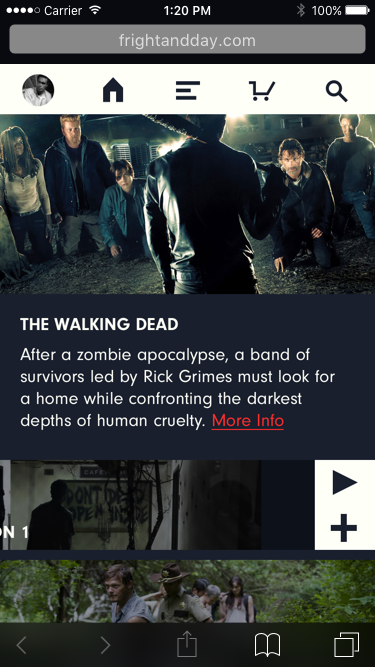 Carrier 1:20 PM 100%
frightandday.com
THE WALKING DEAD
After a zombie apocalypse, a band of
survivors led by Rick Grimes must look for
a home while confronting the darkest
depths of human cruelty. More Info
CAFE
DONT DEAD
OPEN INSIDE
ON 1